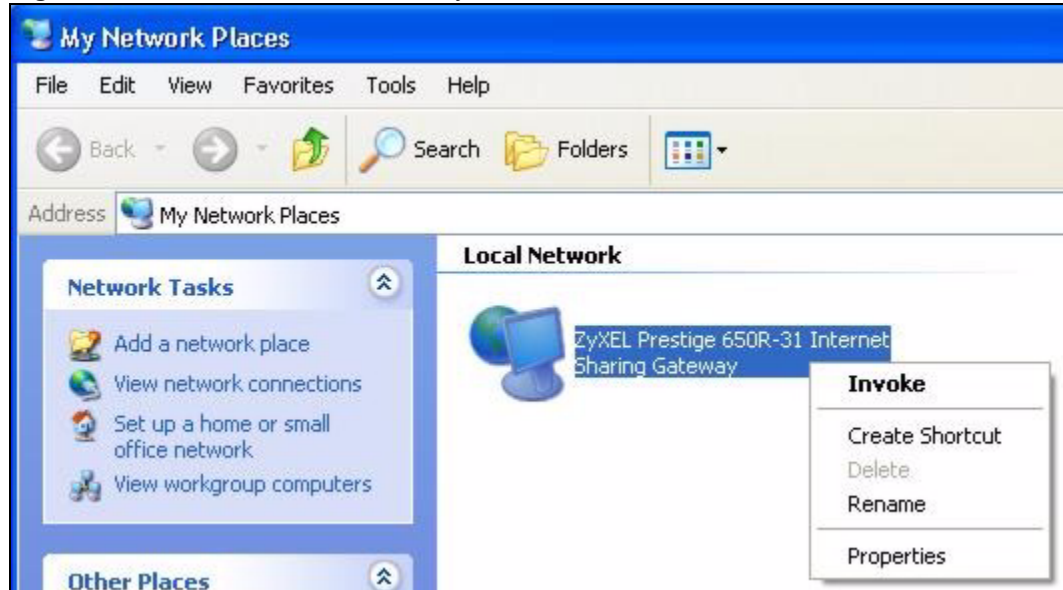 My Network Places
File Edit View Favorites Tools Help
Back Search Folders
Address My Network Places
Network Tasks
Add a network place
View network connections
Set up a home or small
office network
View workgroup computers
Other Places
Local Network
ZyXEL Prestige 650R-31 Internet
Sharing Gateway
Invoke
Create Shortcut
Delete
Rename
Properties